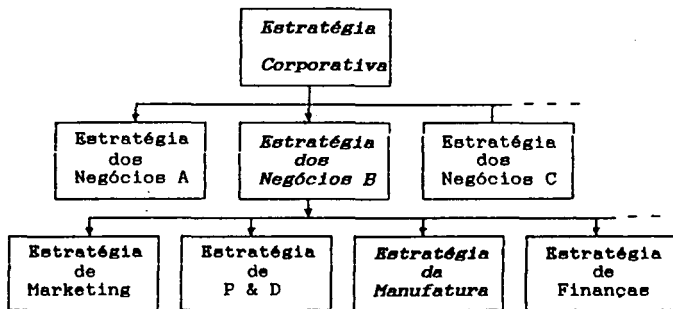 Estratégia
Corporativa
Estratégia
dos
Negócios A
Estratégia
dos
Negócios B
Estratégia
dos
Negócios C
Estratégia
de
Marketing
Estratégia
de
P & D
Estratégia
da
Manufatura
Estratégia
de
Finanças